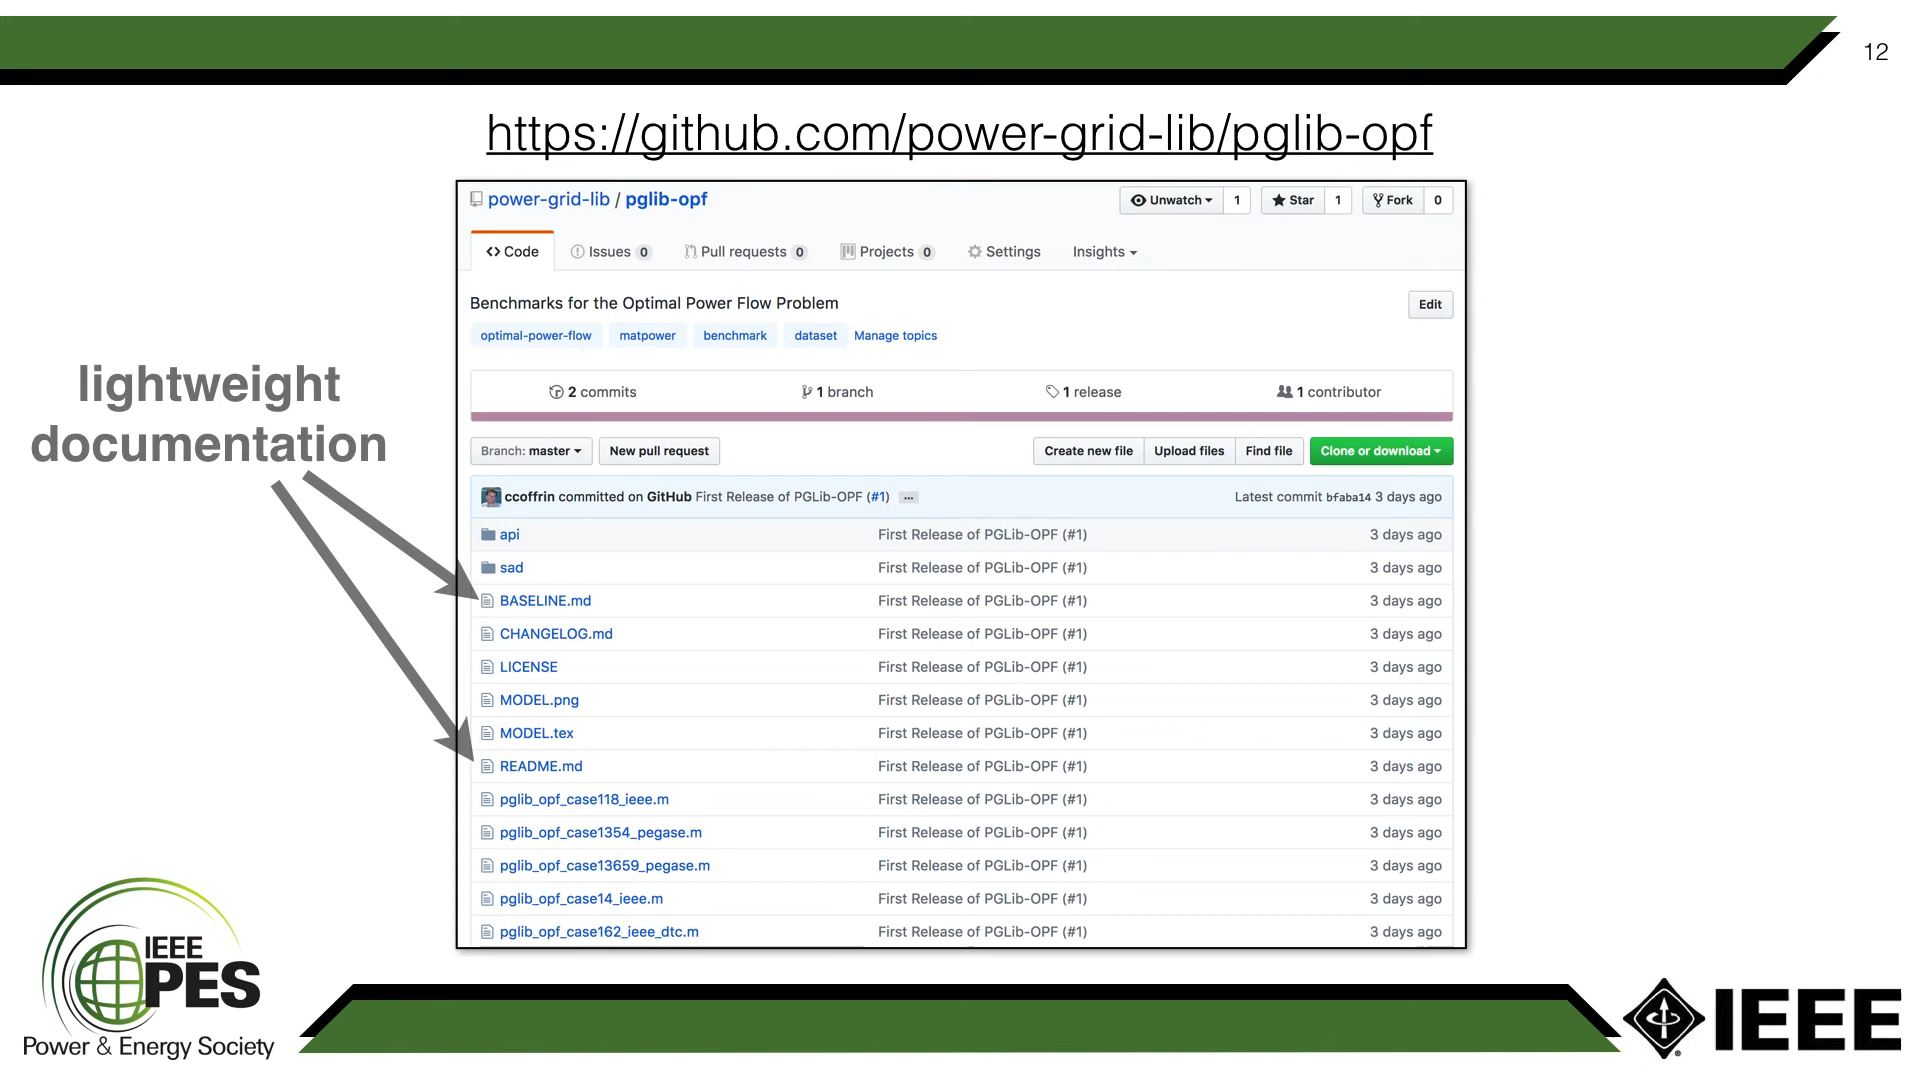 12
https://github.com/power-grid-lib/pglib-opf
power-grid-lib / pglib-opf
Unwatch 1 Star 1 Fork 0
Code Issues 0 Pull requests 0 Projects 0 Settings Insights
Benchmarks for the Optimal Power Flow Problem
Edit
optimal-power-flow matpower benchmark dataset Manage topics
2 commits 1 branch 1 release 1 contributor
Branch: master New pull request Create new file Upload files Find file Clone or download
ccoffrin committed on GitHub First Release of PGLib-OPF (#1) ... Latest commit bfaba14 3 days ago
api First Release of PGLib-OPF (#1) 3 days ago
sad First Release of PGLib-OPF (#1) 3 days ago
BASELINE.md First Release of PGLib-OPF (#1) 3 days ago
CHANGELOG.md First Release of PGLib-OPF (#1) 3 days ago
LICENSE First Release of PGLib-OPF (#1) 3 days ago
MODEL.png First Release of PGLib-OPF (#1) 3 days ago
MODEL.tex First Release of PGLib-OPF (#1) 3 days ago
README.md First Release of PGLib-OPF (#1) 3 days ago
pglib_opf_case118_ieee.m First Release of PGLib-OPF (#1) 3 days ago
pglib_opf_case1354_pegase.m First Release of PGLib-OPF (#1) 3 days ago
pglib_opf_case13659_pegase.m First Release of PGLib-OPF (#1) 3 days ago
pglib_opf_case14_ieee.m First Release of PGLib-OPF (#1) 3 days ago
pglib_opf_case162_ieee_dtc.m First Release of PGLib-OPF (#1) 3 days ago
lightweight
documentation
IEEE
PES
Power & Energy Society
IEEE